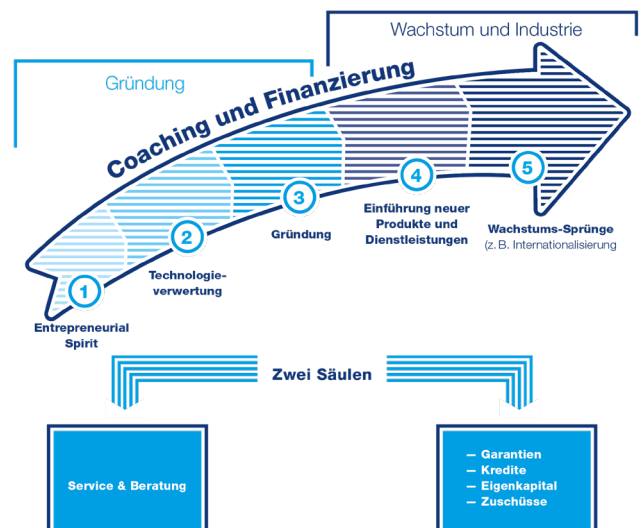 Wachstum und Industrie
Gründung
Coaching und Finanzierung
1
Entrepreneurial
Spirit
2
Technologie-
verwertung
3
Gründung
4
Einführung neuer
Produkte und
Dienstleistungen
5
Wachstums-Sprünge
(z. B. Internationalisierung
Zwei Säulen
Service & Beratung
— Garantien
— Kredite
— Eigenkapital
— Zuschüsse